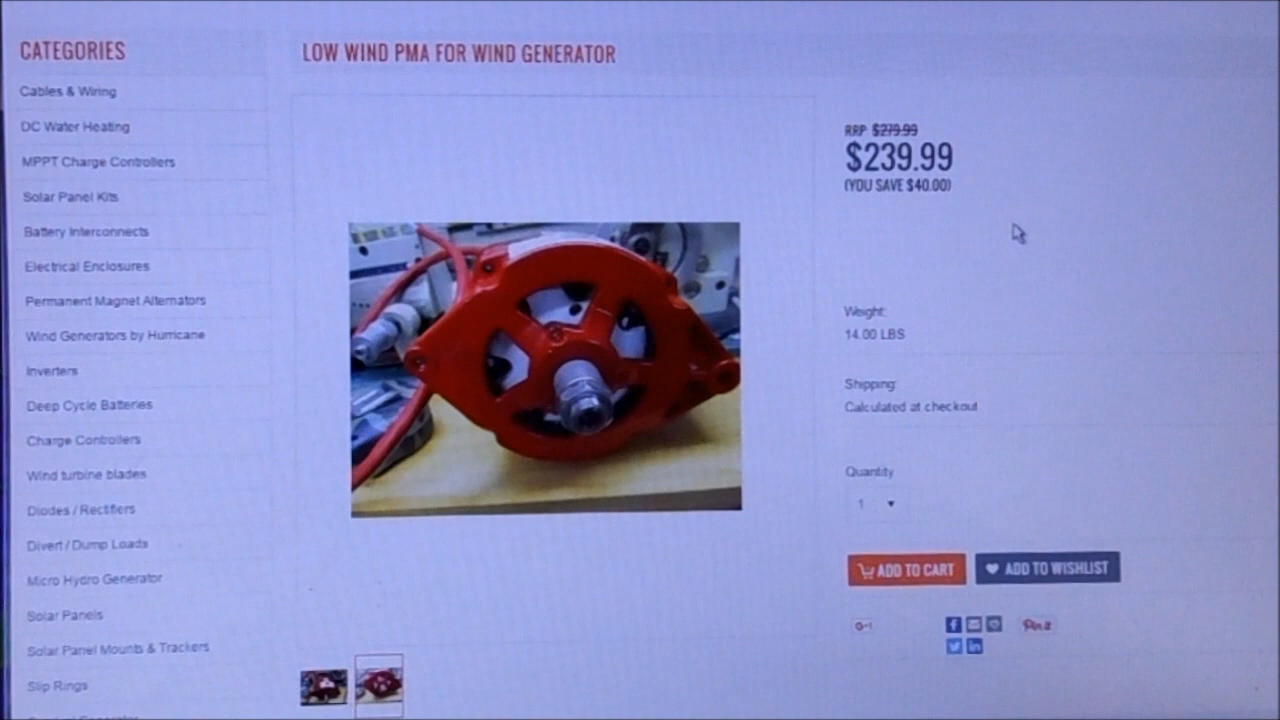 CATEGORIES
Cables & Wiring
DC Water Heating
MPPT Charge Controllers
Solar Panel Kits
Battery Interconnects
Electrical Enclosures
Permanent Magnet Alternators
Wind Generators by Hurricane
Inverters
Deep Cycle Batteries
Charge Controllers
Wind turbine blades
Diodes / Rectifiers
Divert / Dump Loads
Micro Hydro Generator
Solar Panels
Solar Panel Mounts & Trackers
Slip Rings
LOW WIND PMA FOR WIND GENERATOR
RRP $279.99
$239.99
(YOU SAVE $40.00)
Weight:
14.00 LBS
Shipping:
Calculated at checkout
Quantity
1
ADD TO CART
ADD TO WISHLIST
G+1
Pin it